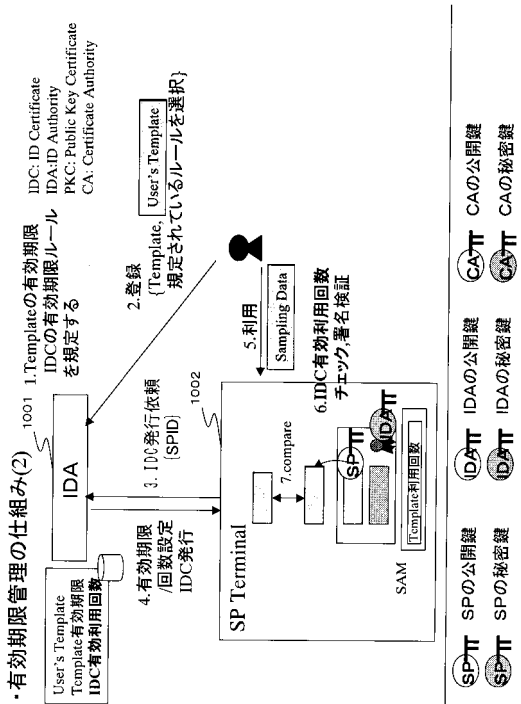 ・有効期限管理の仕組み(2)
1001
IDA
1.Templateの有効期限
IDCの有効期限ルール
を規定する
IDC: ID Certificate
IDA:ID Authority
PKC: Public Key Certificate
CA: Certificate Authority
User's Template
Template有効期限
IDC有効利用回数
2.登録
{Template, User's Template
規定されているルールを選択}
3. IDC発行依頼
{SPID}
4.有効期限
/回数設定
IDC発行
1002
5.利用
Sampling Data
SP Terminal
6.IDC有効利用回数
チェック,署名検証
7.compare
SP
IDA
Template利用回数
SAM
SP SPの公開鍵
SP SPの秘密鍵
IDA IDAの公開鍵
IDA IDAの秘密鍵
CA CAの公開鍵
CA CAの秘密鍵